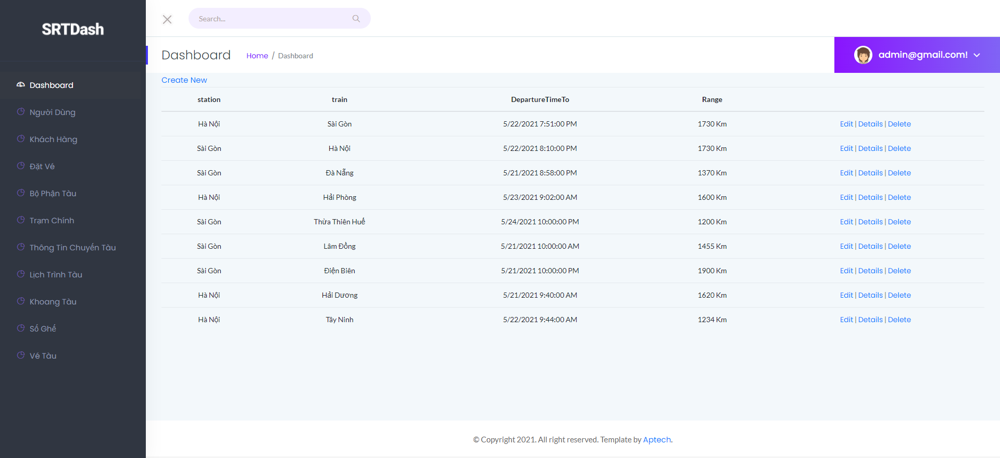 SRTDash
Search...
Dashboard
Home / Dashboard
admin@gmail.com!
Dashboard
Người Dùng
Khách Hàng
Đặt Vé
Bộ Phận Tàu
Trạm Chính
Thông Tin Chuyến Tàu
Lịch Trình Tàu
Khoang Tàu
Số Ghế
Vé Tàu
Create New
station train DepartureTimeTo Range
Hà Nội Sài Gòn 5/22/2021 7:51:00 PM 1730 Km Edit | Details | Delete
Sài Gòn Hà Nội 5/22/2021 8:10:00 PM 1730 Km Edit | Details | Delete
Sài Gòn Đà Nẵng 5/21/2021 8:58:00 PM 1370 Km Edit | Details | Delete
Hà Nội Hải Phòng 5/23/2021 9:02:00 AM 1600 Km Edit | Details | Delete
Sài Gòn Thừa Thiên Huế 5/24/2021 10:00:00 PM 1200 Km Edit | Details | Delete
Sài Gòn Lâm Đồng 5/21/2021 10:00:00 AM 1455 Km Edit | Details | Delete
Sài Gòn Điện Biên 5/21/2021 10:00:00 PM 1900 Km Edit | Details | Delete
Hà Nội Hải Dương 5/21/2021 9:40:00 AM 1620 Km Edit | Details | Delete
Hà Nội Tây Ninh 5/22/2021 9:44:00 AM 1234 Km Edit | Details | Delete
© Copyright 2021. All right reserved. Template by Aptech.